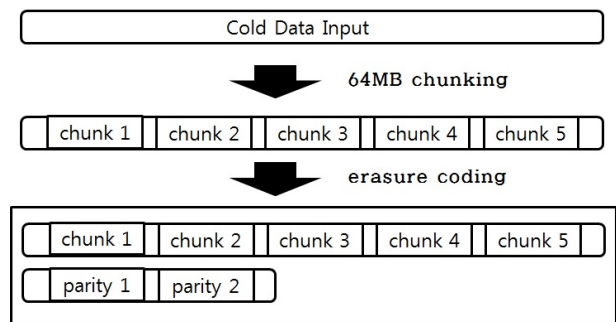 Cold Data Input
64MB chunking
chunk 1 chunk 2 chunk 3 chunk 4 chunk 5
erasure coding
chunk 1 chunk 2 chunk 3 chunk 4 chunk 5
parity 1 parity 2